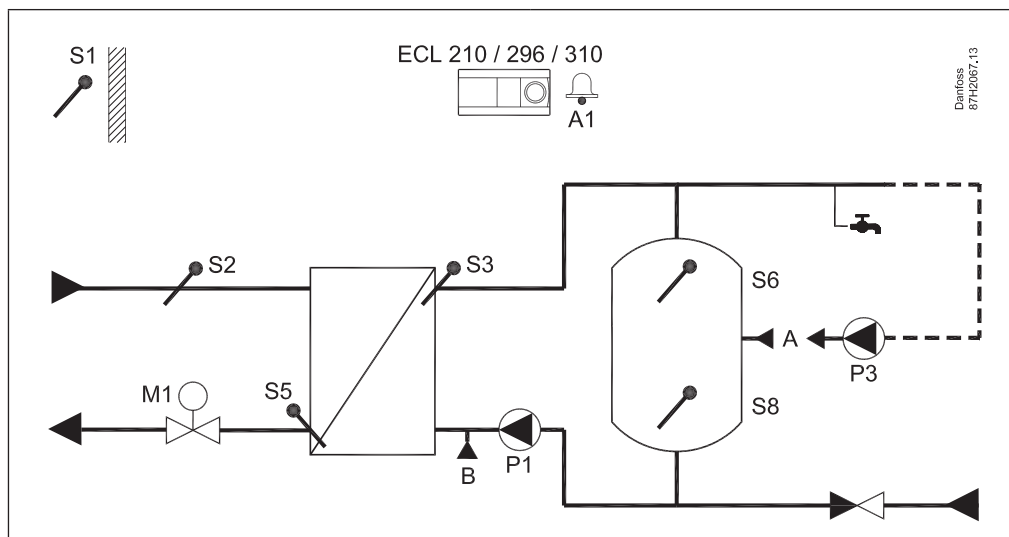 S1
ECL 210 / 296 / 310
A1
Danfoss
87H2067.13
S2
S3
S6
A
P3
M1
S5
S8
B
P1